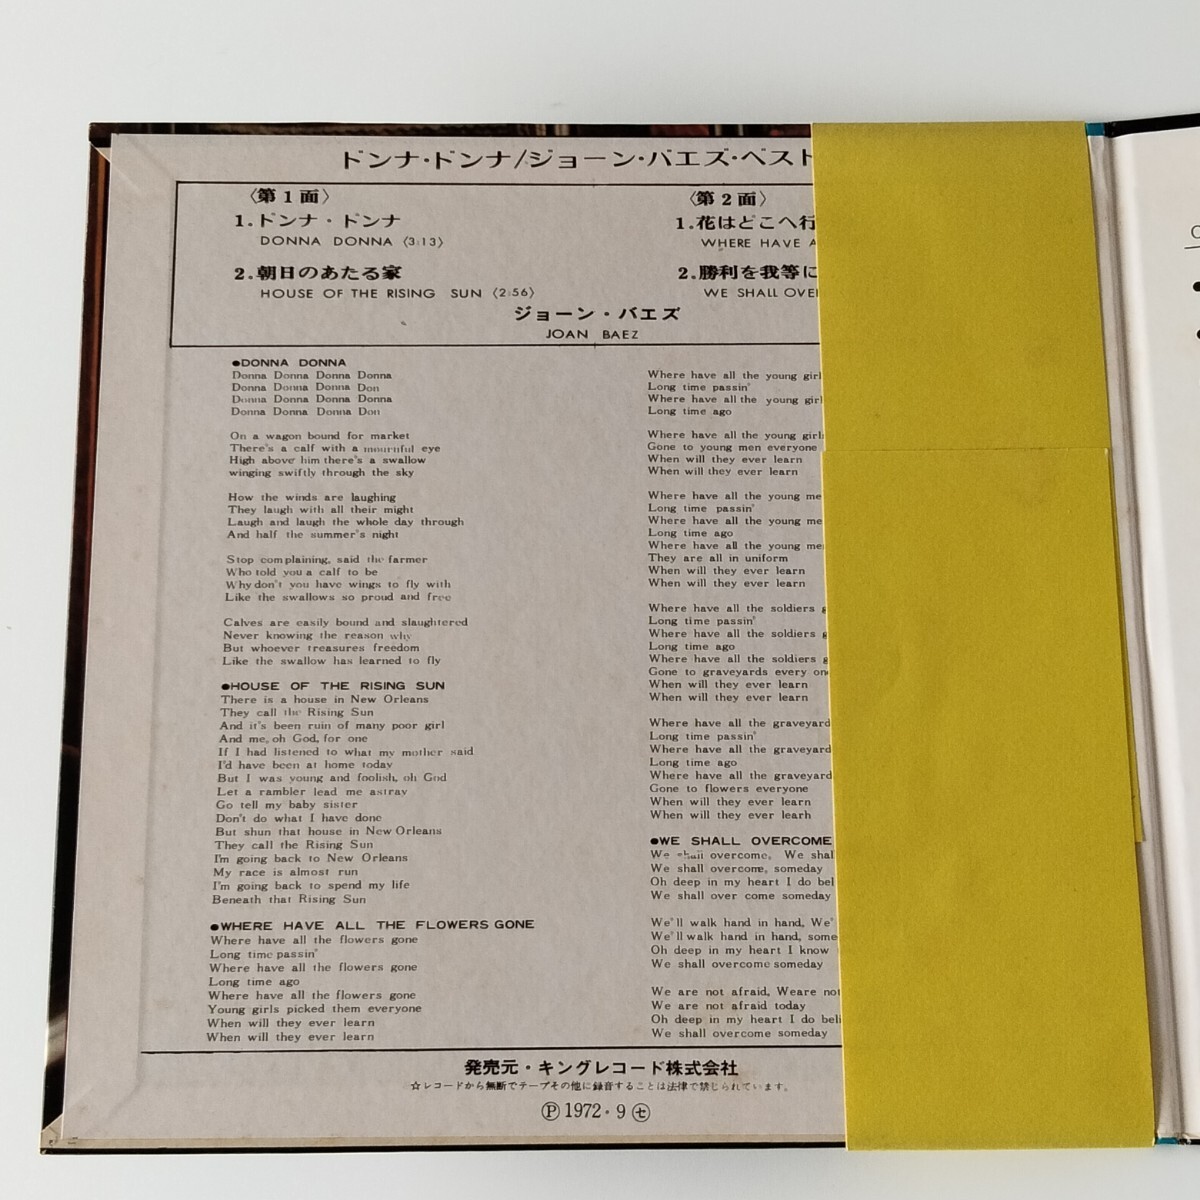 ドンナ・ドンナ/ジョーン・バエズ・ベスト
〈第1面〉
1.ドンナ・ドンナ
DONNA DONNA 〈3:13〉
2.朝日のあたる家
HOUSE OF THE RISING SUN 〈2:56〉
〈第2面〉
1.花はどこへ行
WHERE HAVE A
2.勝利を我等に
WE SHALL OVE
ジョーン・バエズ
JOAN BAEZ
●DONNA DONNA
Donna Donna Donna Donna
Donna Donna Donna Don
Donna Donna Donna Donna
Donna Donna Donna Don
On a wagon bound for market
There's a calf with a mournful eye
High above him there's a swallow
winging swiftly through the sky
How the winds are laughing
They laugh with all their might
Laugh and laugh the whole day through
And half the summer's night
Stop complaining, said the farmer
Who told you a calf to be
Why don't you have wings to fly with
Like the swallows so proud and free
Calves are easily bound and slaughtered
Never knowing the reason why
But whoever treasures freedom
Like the swallow has learned to fly
●HOUSE OF THE RISING SUN
There is a house in New Orleans
They call the Rising Sun
And it's been ruin of many poor girl
And me, oh God, for one
If I had listened to what my mother said
I'd have been at home today
But I was young and foolish, oh God
Let a rambler lead me astray
Go tell my baby sister
Don't do what I have done
But shun that house in New Orleans
They call the Rising Sun
I'm going back to New Orleans
My race is almost run
I'm going back to spend my life
Beneath that Rising Sun
●WHERE HAVE ALL THE FLOWERS GONE
Where have all the flowers gone
Long time passin'
Where have all the flowers gone
Long time ago
Where have all the flowers gone
Young girls picked them everyone
When will they ever learn
When will they ever learn
Where have all the young girl
Long time passin'
Where have all the young girl
Long time ago
Where have all the young girls
Gone to young men everyone
When will they ever learn
When will they ever learn
Where have all the young me
Long time passin'
Where have all the young me
Long time ago
Where have all the young me
They are all in uniform
When will they ever learn
When will they ever learn
Where have all the soldiers g
Long time passin'
Where have all the soldiers g
Long time ago
Where have all the soldiers g
Gone to graveyards every on
When will they ever learn
When will they ever learn
Where have all the graveyard
Long time passin'
Where have all the graveyard
Long time ago
Where have all the graveyard
Gone to flowers everyone
When will they ever learn
When will they ever learh
●WE SHALL OVERCOME
We shall overcome, We shal
We shall overcome, someday
Oh deep in my heart I do bel
We shall over come someday
We'll walk hand in hand, We'
We'll walk hand in hand, some
Oh deep in my heart I know
We shall overcome someday
We are not afraid, Weare not
We are not afraid today
Oh deep in my heart I do beli
We shall overcome someday
発売元・キングレコード株式会社
☆レコードから無断でテープその他に録音することは法律で禁じられています。
Ⓟ1972・9㋝